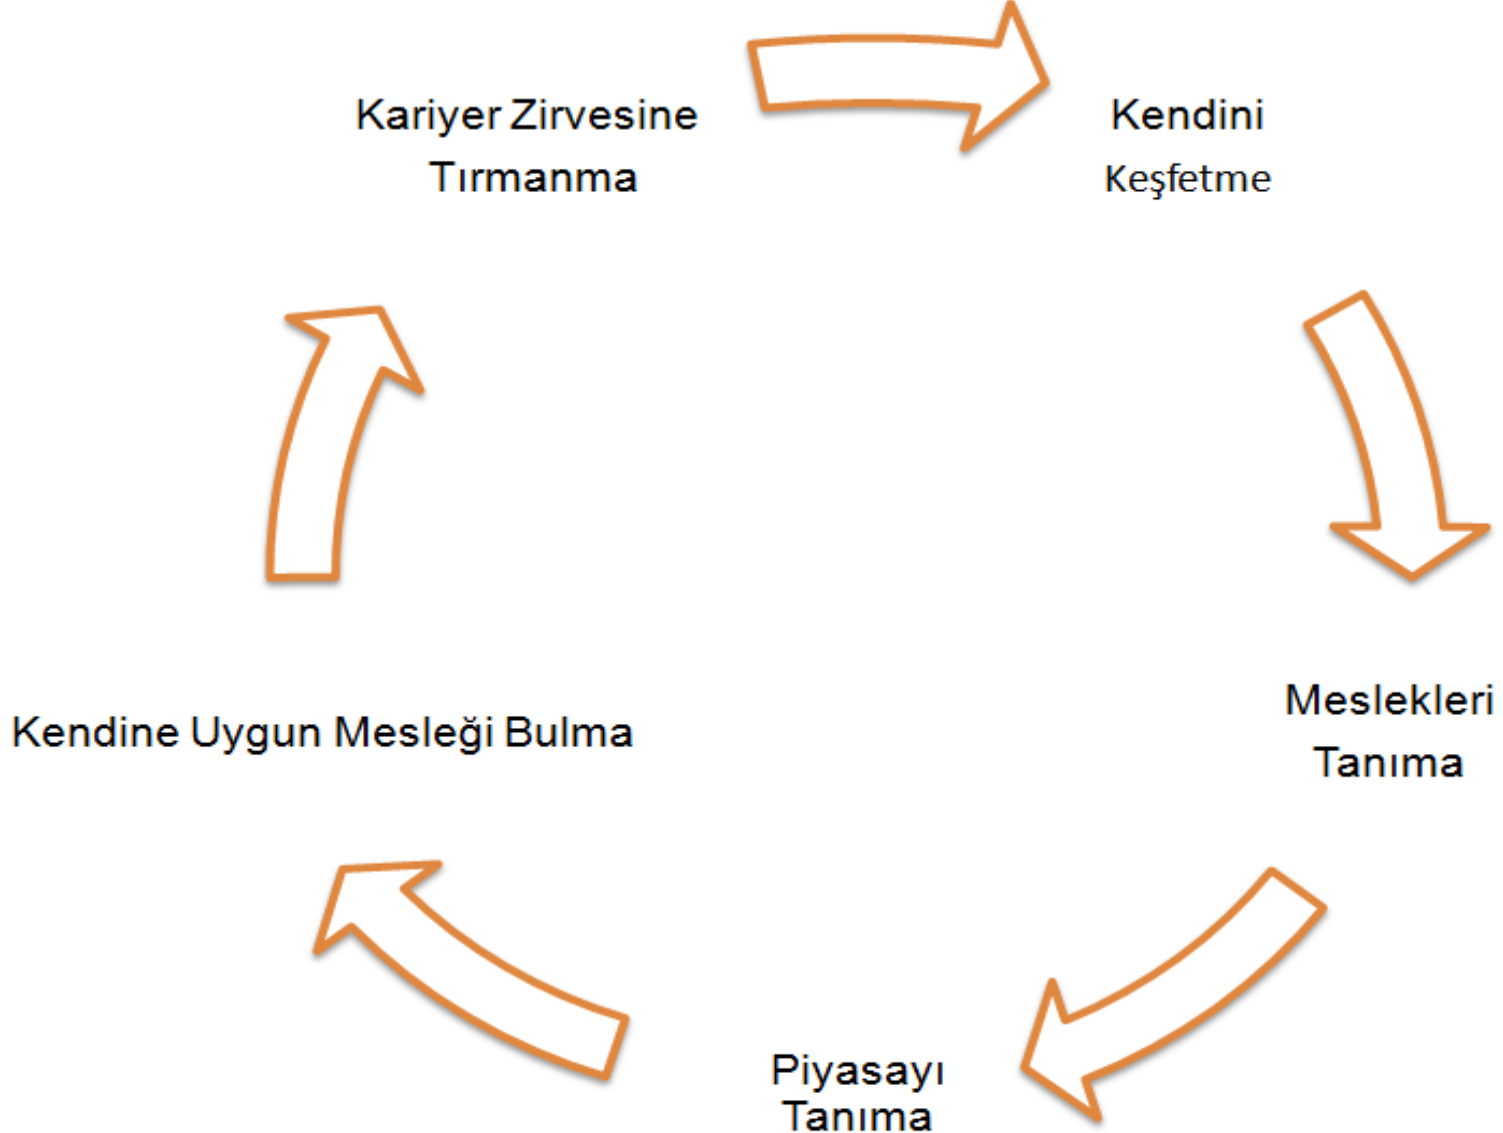 Kariyer Zirvesine
Tırmanma
Kendini
Keşfetme
Meslekleri
Tanıma
Piyasayı
Tanıma
Kendine Uygun Mesleği Bulma